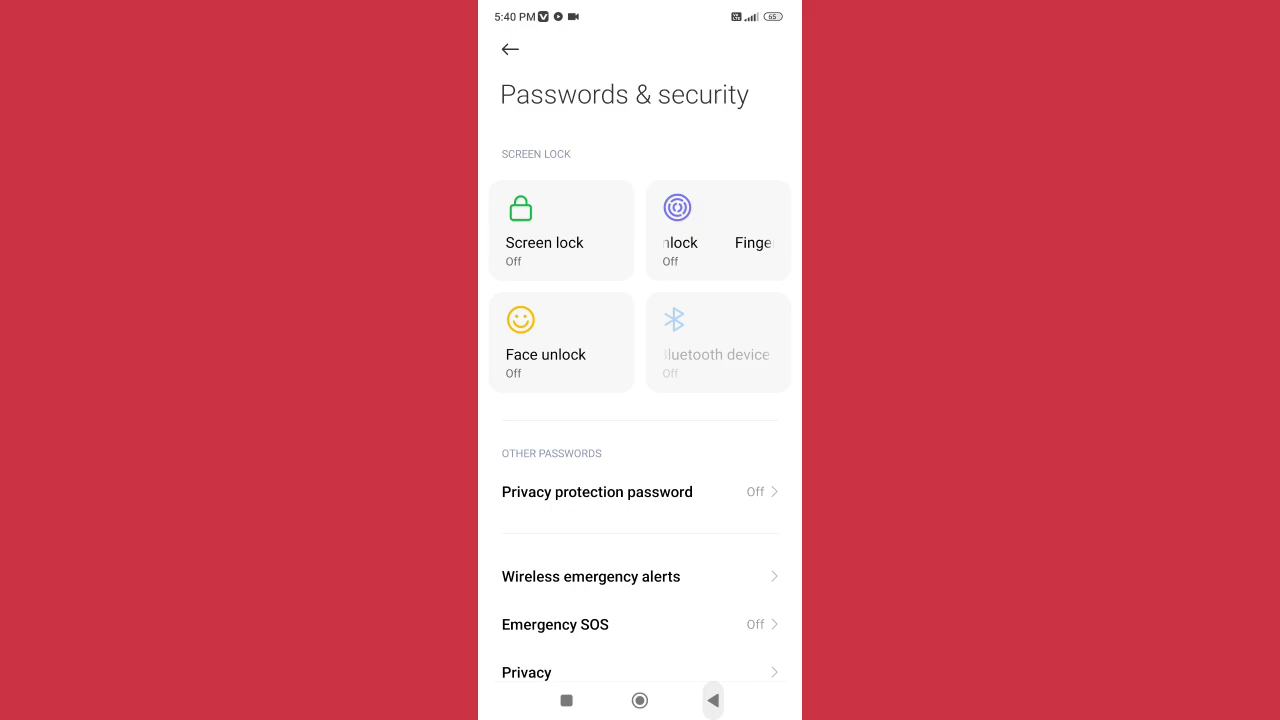 5:40 PM
65
Passwords & security
SCREEN LOCK
Screen lock
Off
nlock Finge
Off
Face unlock
Off
luetooth device
Off
OTHER PASSWORDS
Privacy protection password Off
Wireless emergency alerts
Emergency SOS Off
Privacy